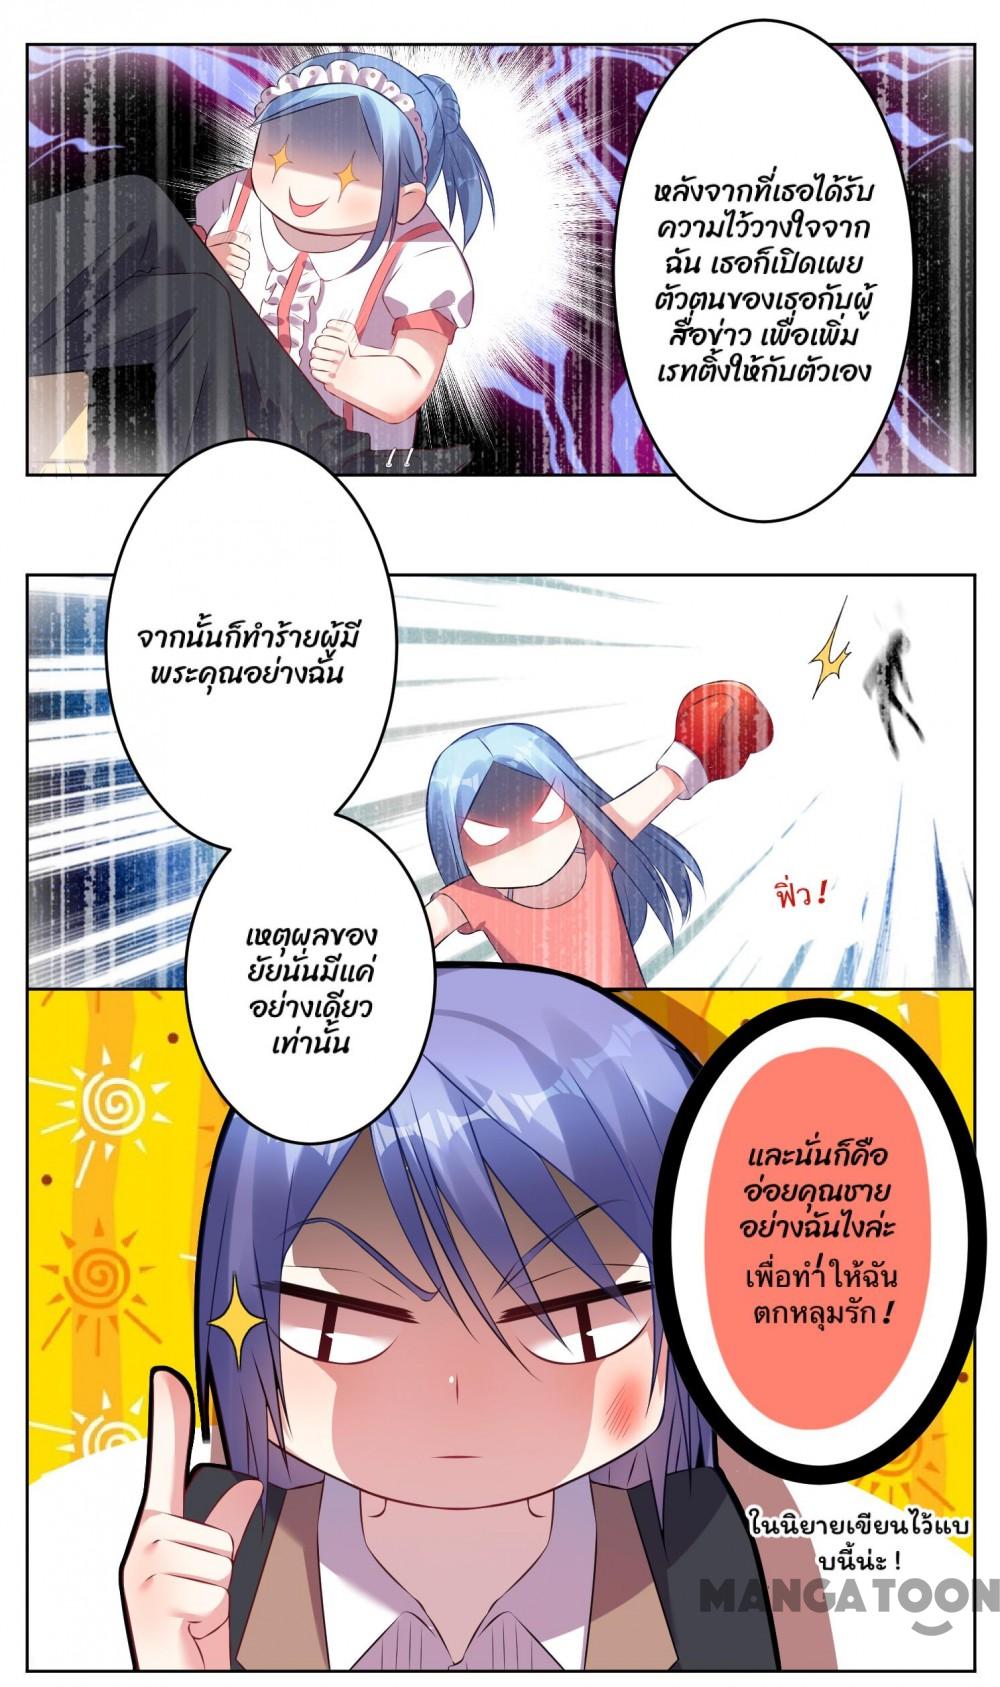 หลังจากที่เธอได้รับ
ความไว้วางใจจาก
ฉัน เธอก็เปิดเผย
ตัวตนของเธอกับผู้
สื่อข่าว เพื่อเพิ่ม
เรทติ้งให้กับตัวเอง
จากนั้นก็ทำร้ายผู้มี
พระคุณอย่างฉัน
ฟิ่ว!
เหตุผลของ
ยัยนั่นมีแค่
อย่างเดียว
เท่านั้น
และนั่นก็คือ
อ่อยคุณชาย
อย่างฉันไงล่ะ
เพื่อทำให้ฉัน
ตกหลุมรัก!
ในนิยายเขียนไว้แบ
บนี้น่ะ!
MANGATOON